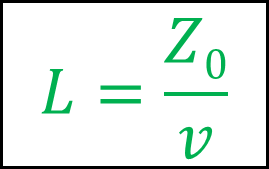 L = Z₀ / v